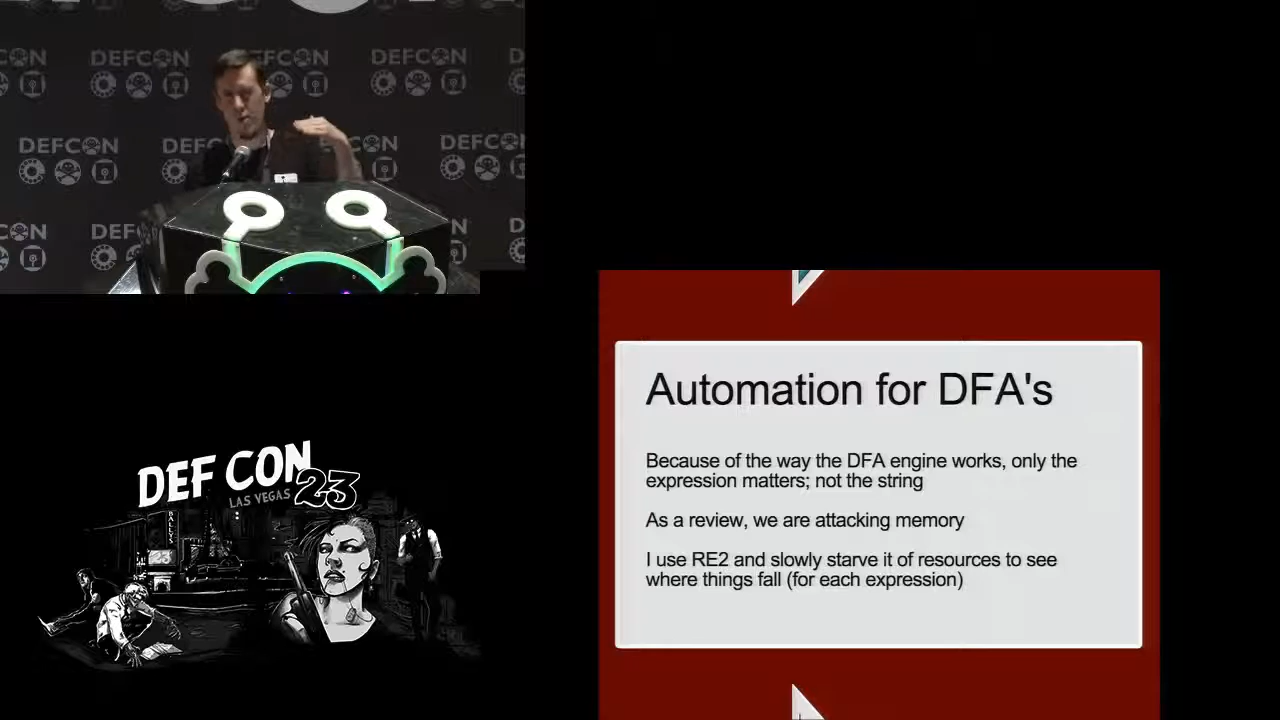 DEFCON DEFCON DEFCON
DEFCON DEFC DEFCON
DEFCON
Automation for DFA's
Because of the way the DFA engine works, only the
expression matters; not the string
As a review, we are attacking memory
I use RE2 and slowly starve it of resources to see
where things fall (for each expression)
DEF CON 23
LAS VEGAS
BALLY'S